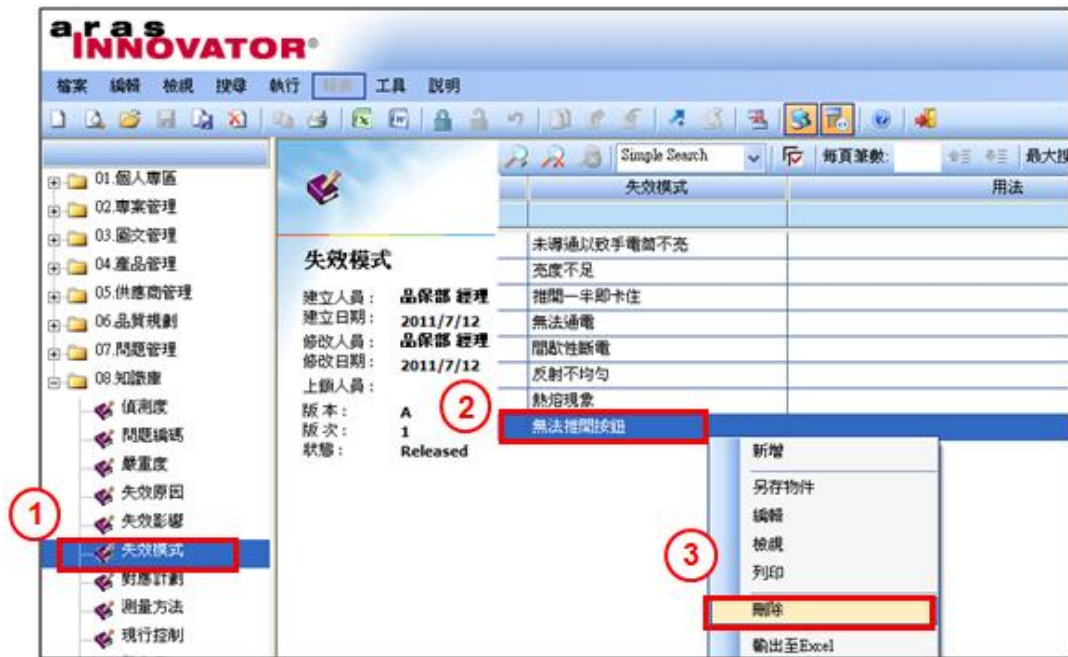 aras
INNOVATOR®
檔案 編輯 檢視 搜尋 執行 工具 說明
Simple Search 每頁筆數: 最大搜
失效模式 用法
01.個人專區
02.專案管理
03.圖文管理
04.產品管理
05.供應商管理
06.品質規劃
07.問題管理
08.知識庫
偵測度
問題編碼
嚴重度
失效原因
失效影響
失效模式
對應計劃
測量方法
現行控制
失效模式
建立人員: 品保部 經理
建立日期: 2011/7/12
修改人員: 品保部 經理
修改日期: 2011/7/12
上鎖人員:
版本: A
版次: 1
狀態: Released
未導通以致手電筒不亮
亮度不足
推開一半即卡住
無法通電
間歇性斷電
反射不均勻
熱熔現象
無法推開按鈕
新增
另存物件
編輯
檢視
列印
刪除
輸出至Excel
1
2
3